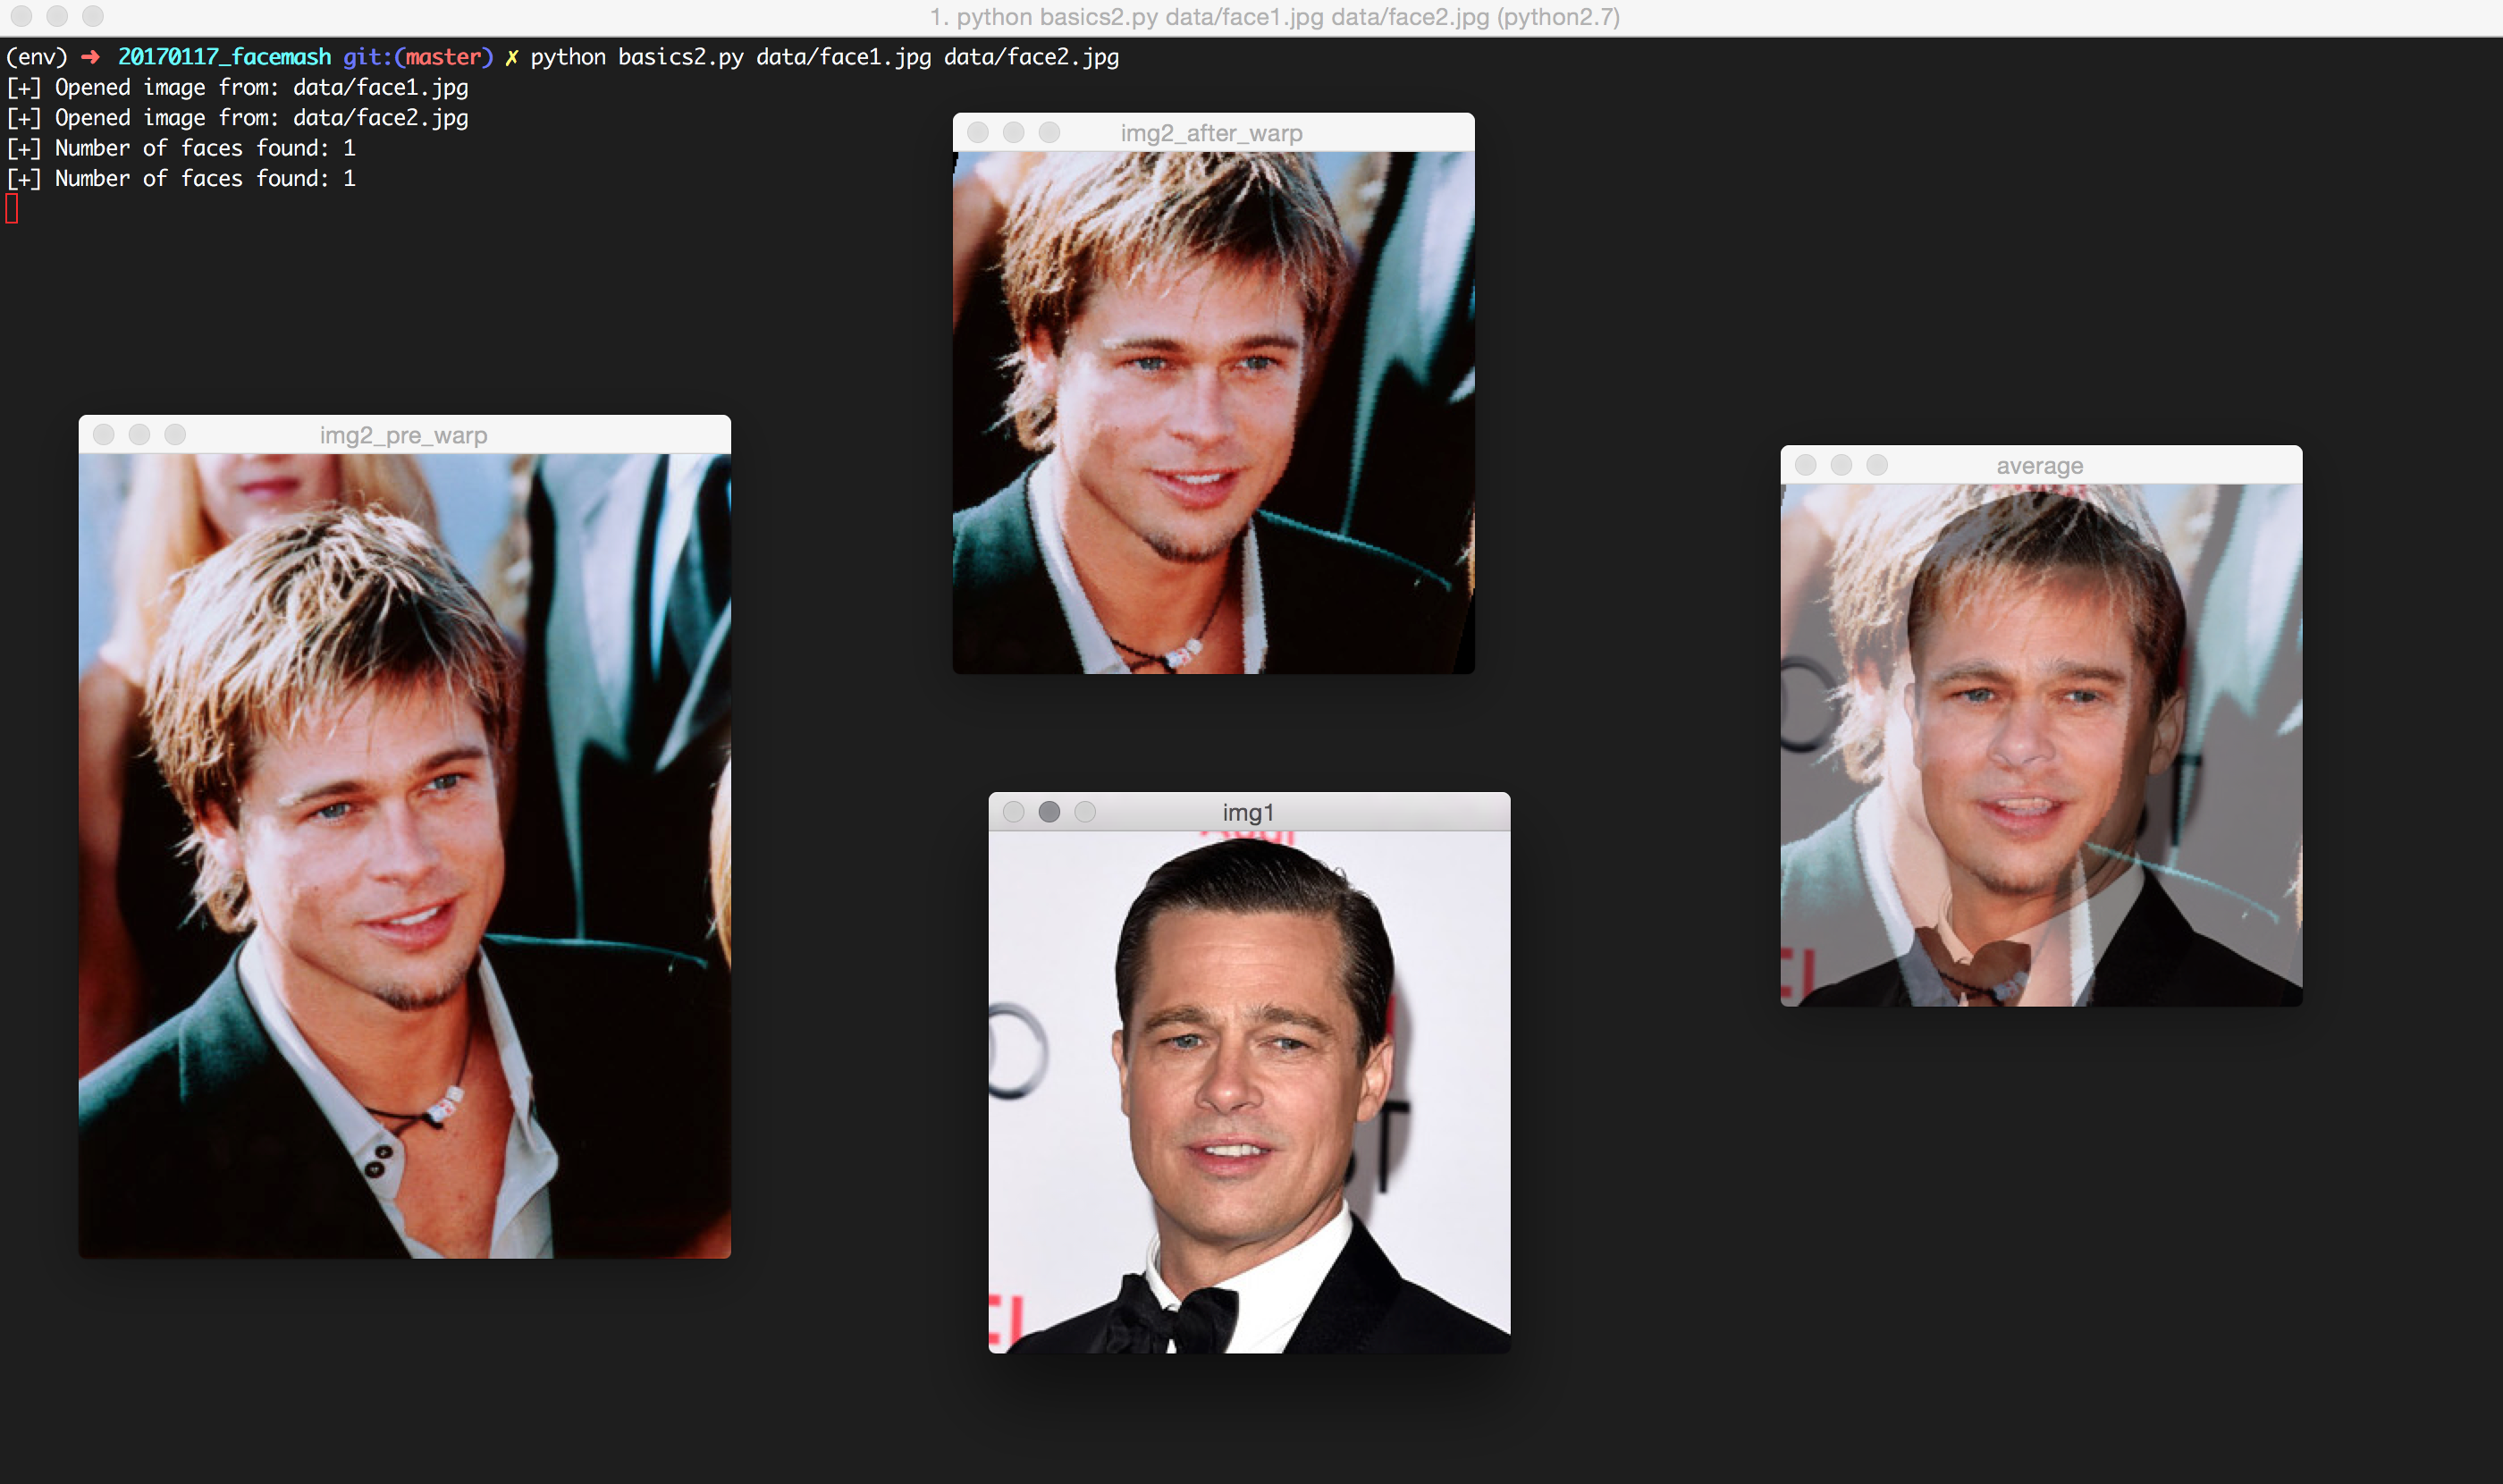 1. python basics2.py data/face1.jpg data/face2.jpg (python2.7)
(env) ➜ 20170117_facemash git:(master) ✗ python basics2.py data/face1.jpg data/face2.jpg
[+] Opened image from: data/face1.jpg
[+] Opened image from: data/face2.jpg
[+] Number of faces found: 1
[+] Number of faces found: 1
img2_after_warp
img2_pre_warp
average
img1